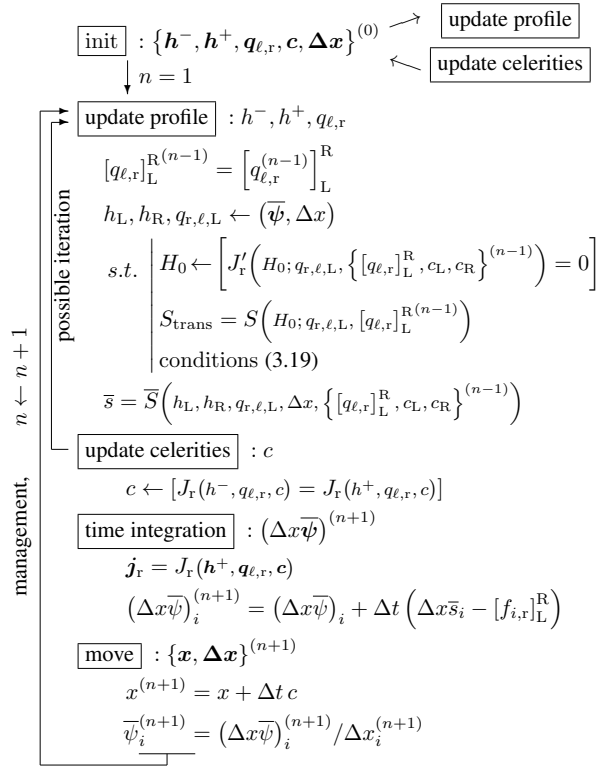 init : {h⁻, h⁺, q_{ℓ,r}, c, Δx}^{(0)}
update profile
update celerities
n = 1
update profile : h⁻, h⁺, q_{ℓ,r}
[q_{ℓ,r}]_L^{R (n−1)} = [q_{ℓ,r}^{(n−1)}]_L^R
h_L, h_R, q_{r,ℓ,L} ← (ψ̅, Δx)
s.t. H_0 ← [J_r′(H_0; q_{r,ℓ,L}, {[q_{ℓ,r}]_L^R, c_L, c_R}^{(n−1)}) = 0]
S_trans = S(H_0; q_{r,ℓ,L}, [q_{ℓ,r}]_L^{R (n−1)})
conditions (3.19)
s̅ = S̅(h_L, h_R, q_{r,ℓ,L}, Δx, {[q_{ℓ,r}]_L^R, c_L, c_R}^{(n−1)})
possible iteration
update celerities : c
c ← [J_r(h⁻, q_{ℓ,r}, c) = J_r(h⁺, q_{ℓ,r}, c)]
time integration : (Δxψ̅)^{(n+1)}
j_r = J_r(h⁺, q_{ℓ,r}, c)
(Δxψ̅)_i^{(n+1)} = (Δxψ̅)_i + Δt (Δxs̅_i − [f_{i,r}]_L^R)
move : {x, Δx}^{(n+1)}
x^{(n+1)} = x + Δt c
ψ̅_i^{(n+1)} = (Δxψ̅)_i^{(n+1)}/Δx_i^{(n+1)}
management, n ← n + 1